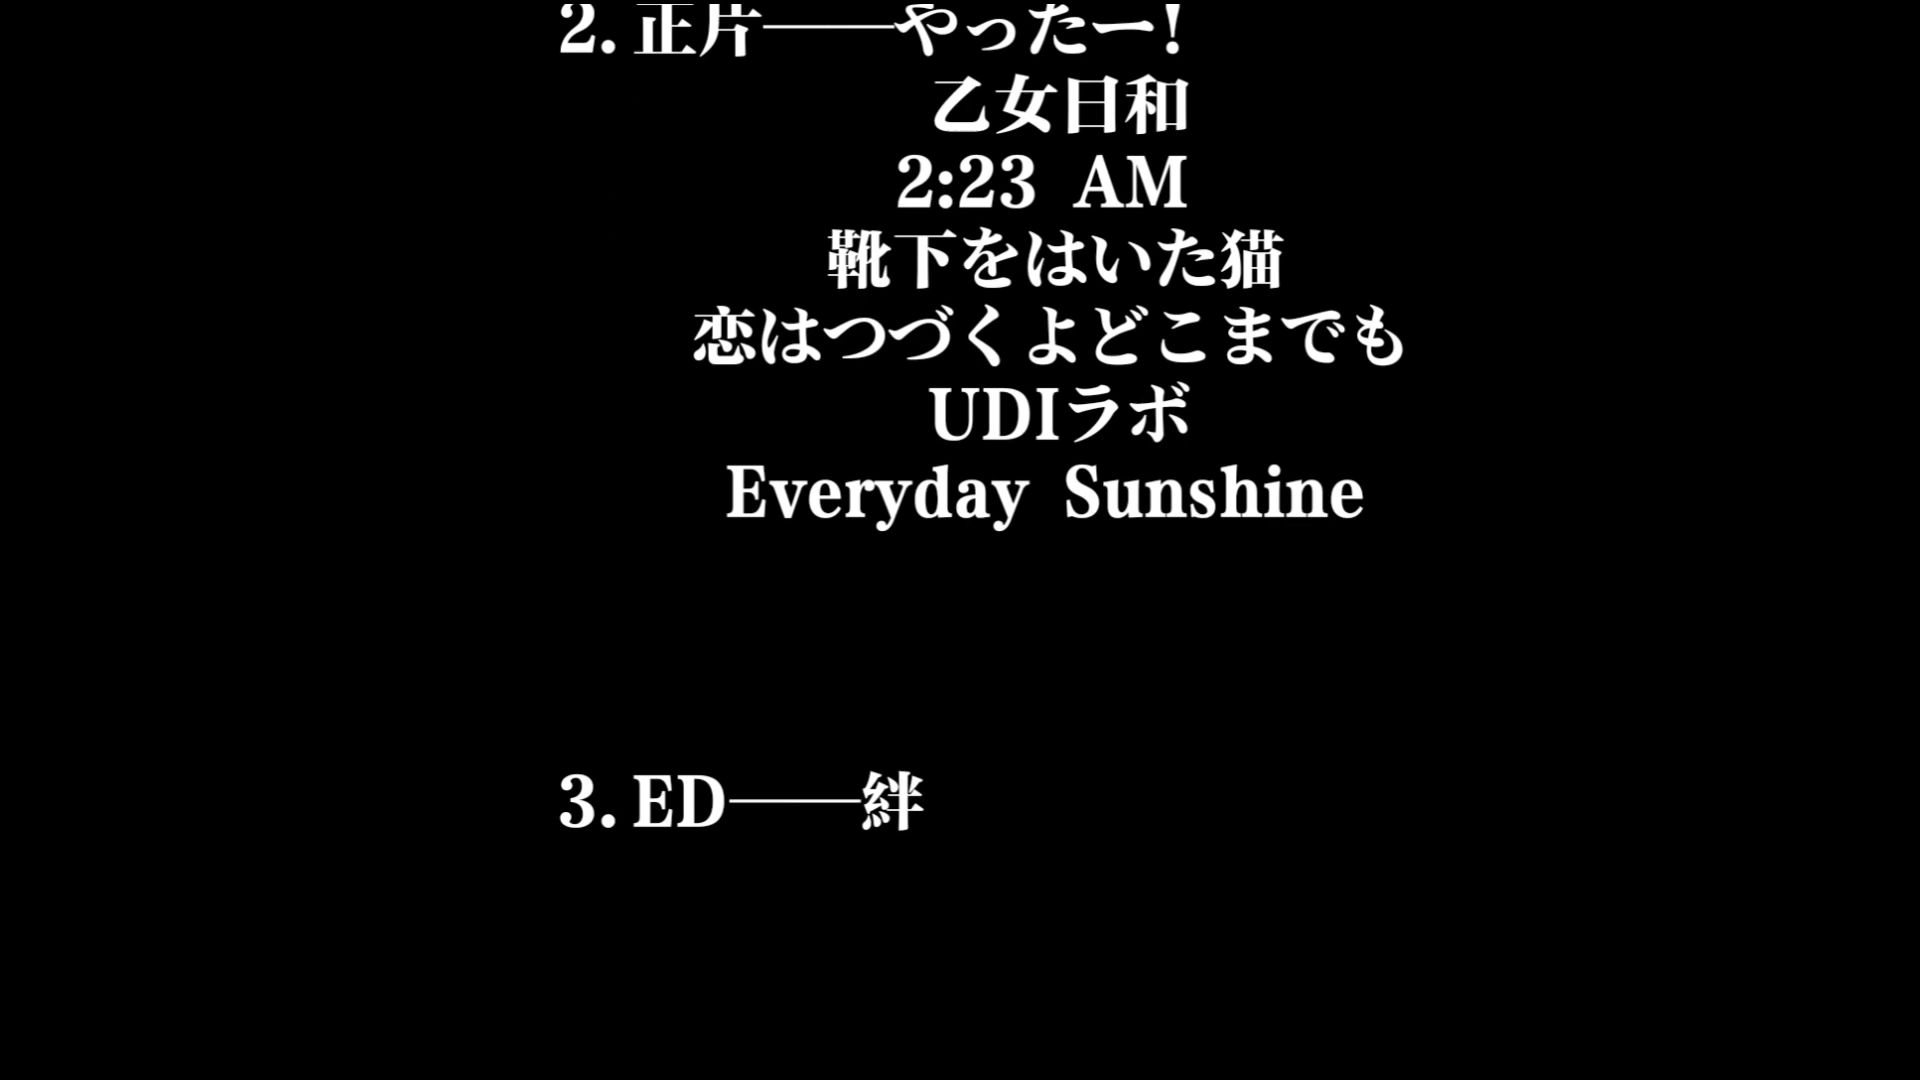 2. 正片——やったー!
乙女日和
2:23 AM
靴下をはいた猫
恋はつづくよどこまでも
UDIラボ
Everyday Sunshine
3. ED——絆